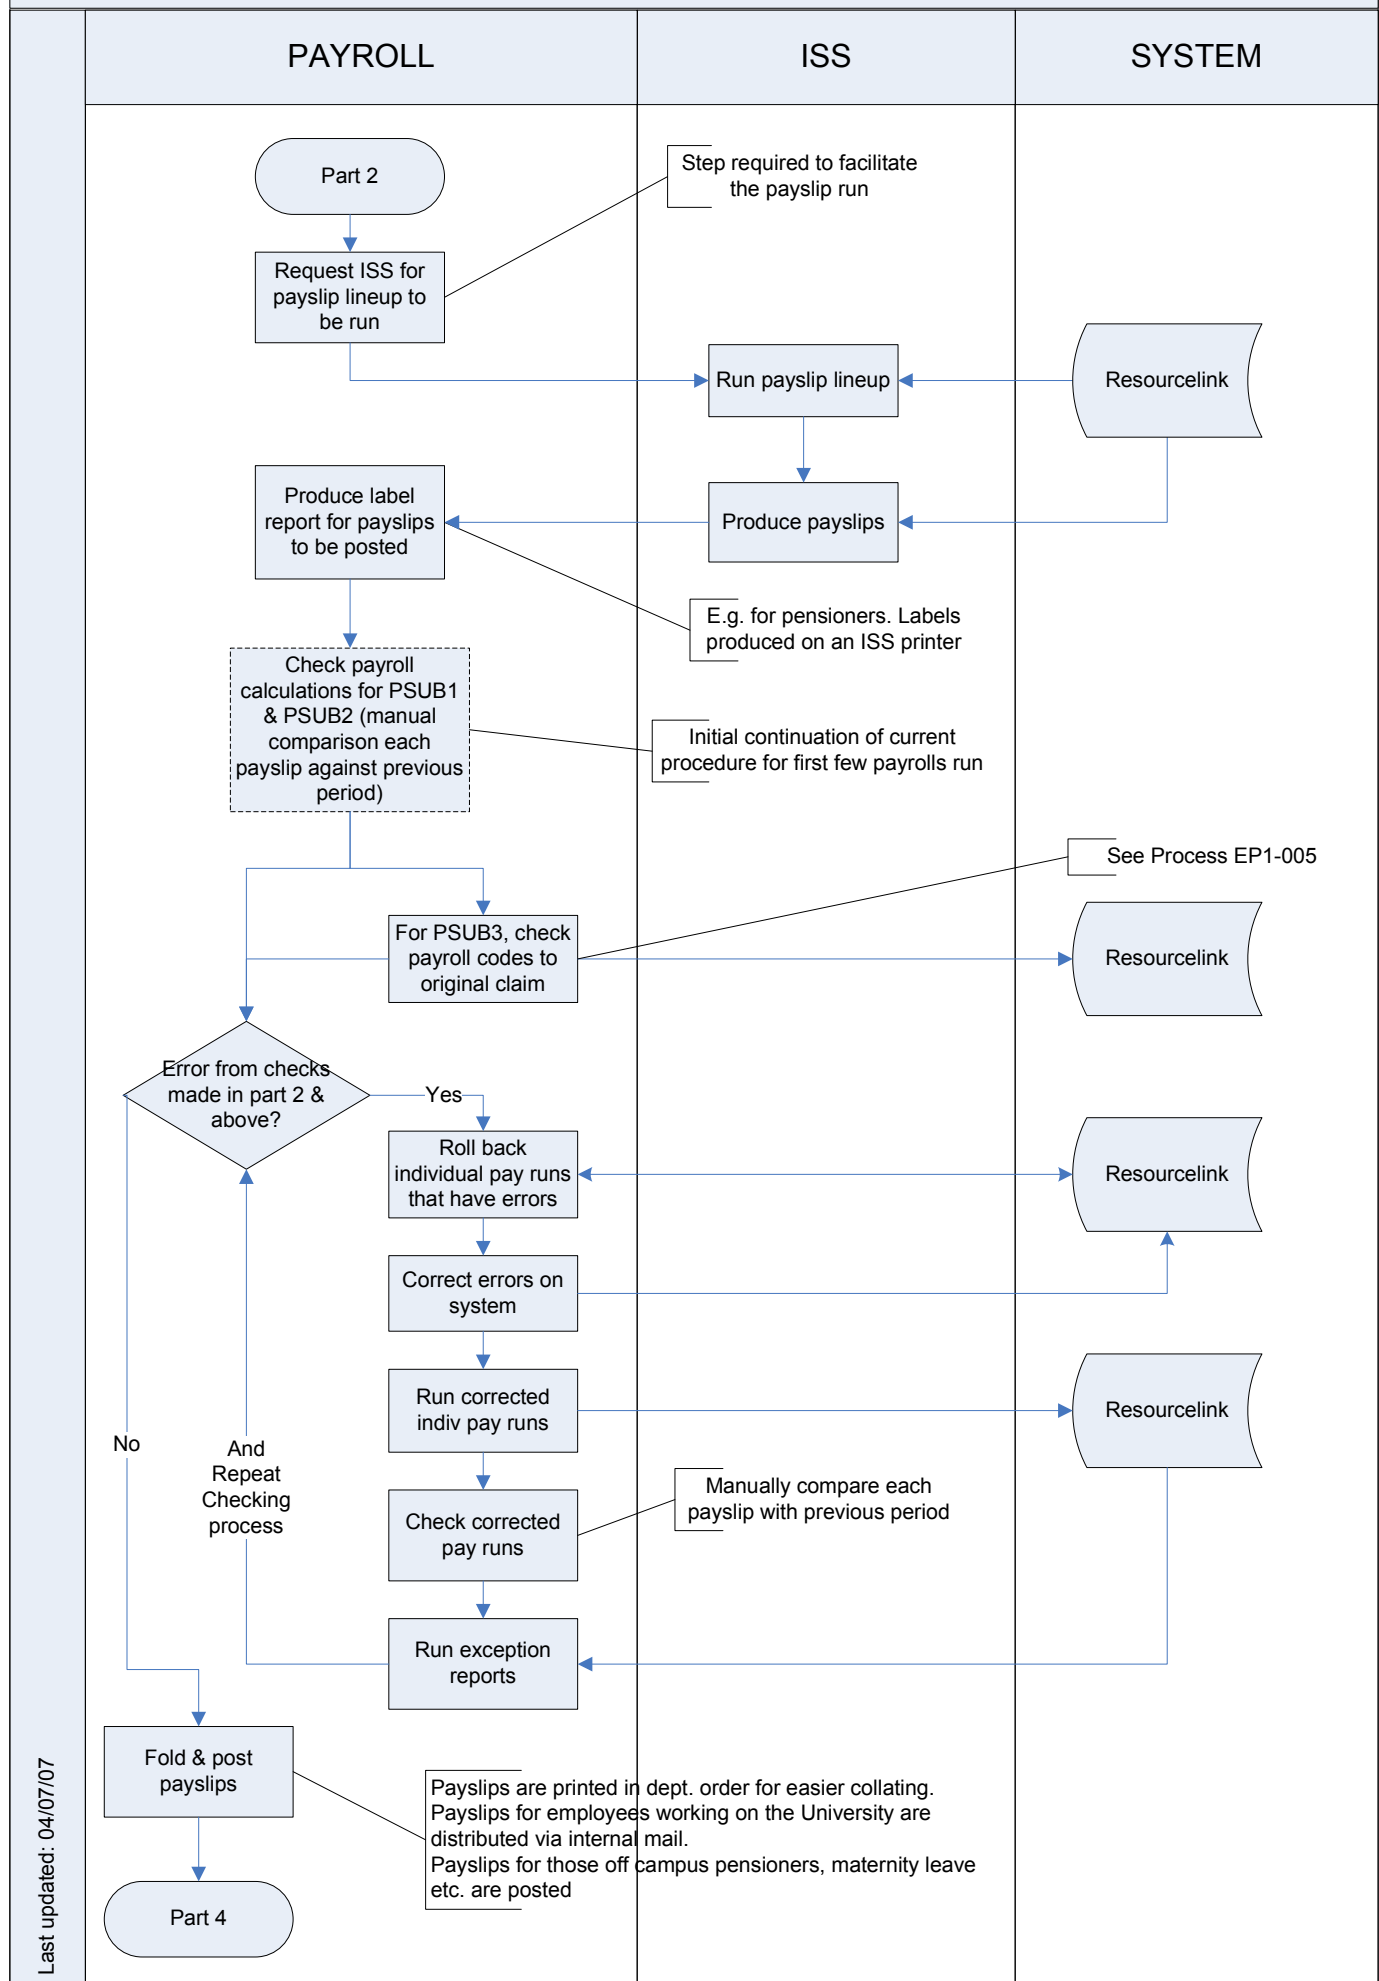 PAYROLL
ISS
SYSTEM
Part 2
Step required to facilitate
the payslip run
Request ISS for
payslip lineup to
be run
Run payslip lineup
Resourcelink
Produce label
report for payslips
to be posted
Produce payslips
E.g. for pensioners. Labels
produced on an ISS printer
Check payroll
calculations for PSUB1
& PSUB2 (manual
comparison each
payslip against previous
period)
Initial continuation of current
procedure for first few payrolls run
See Process EP1-005
For PSUB3, check
payroll codes to
original claim
Resourcelink
Error from checks
made in part 2 &
above?
Yes
Roll back
individual pay runs
that have errors
Resourcelink
Correct errors on
system
Run corrected
indiv pay runs
Resourcelink
No
And
Repeat
Checking
process
Manually compare each
payslip with previous period
Check corrected
pay runs
Run exception
reports
Fold & post
payslips
Payslips are printed in dept. order for easier collating.
Payslips for employees working on the University are
distributed via internal mail.
Payslips for those off campus pensioners, maternity leave
etc. are posted
Part 4
Last updated: 04/07/07